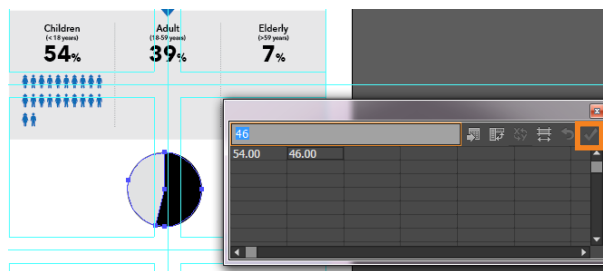 Children Adult Elderly
(<18 years) (18-59 years) (>59 years)
54% 39% 7%
46
54.00 46.00